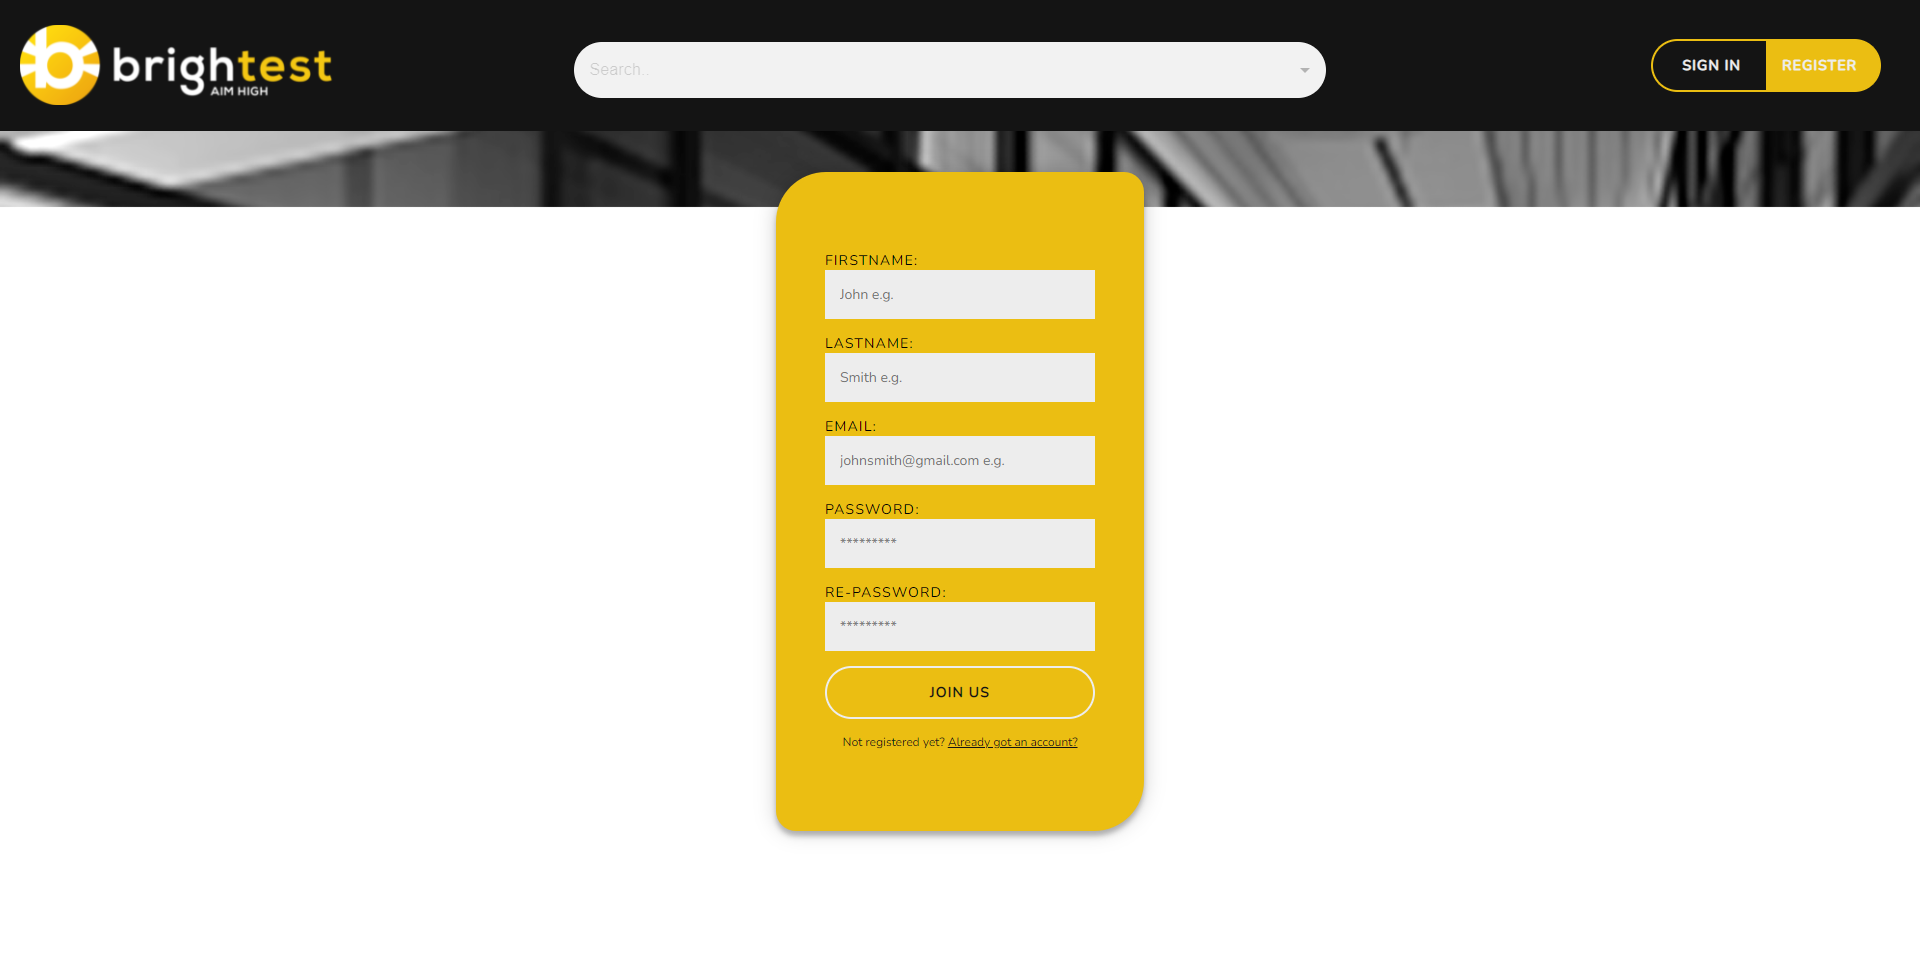 brightest
AIM HIGH
Search..
SIGN IN
REGISTER
FIRSTNAME:
John e.g.
LASTNAME:
Smith e.g.
EMAIL:
johnsmith@gmail.com e.g.
PASSWORD:
*********
RE-PASSWORD:
*********
JOIN US
Not registered yet? Already got an account?